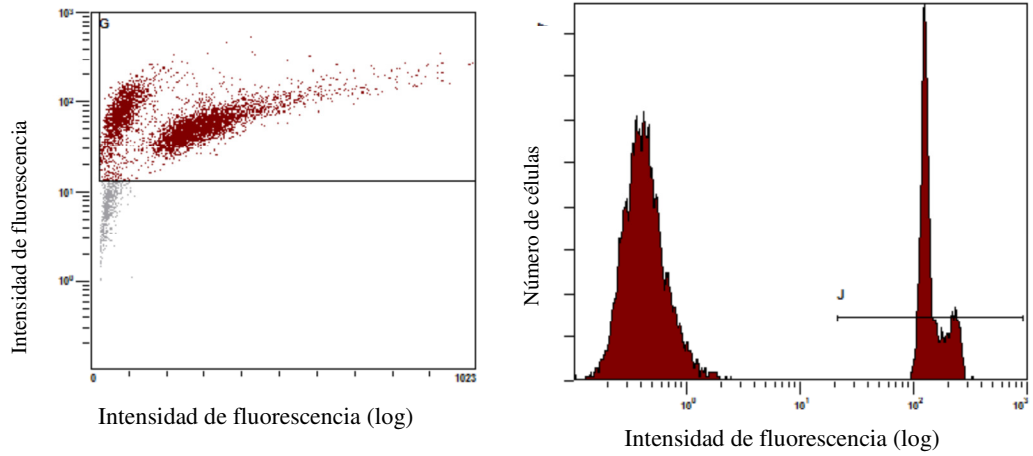 Intensidad de fluorescencia
10³
G
10²
10¹
10⁰
0
1023
Intensidad de fluorescencia (log)
Número de células
J
10⁰
10¹
10²
10³
Intensidad de fluorescencia (log)